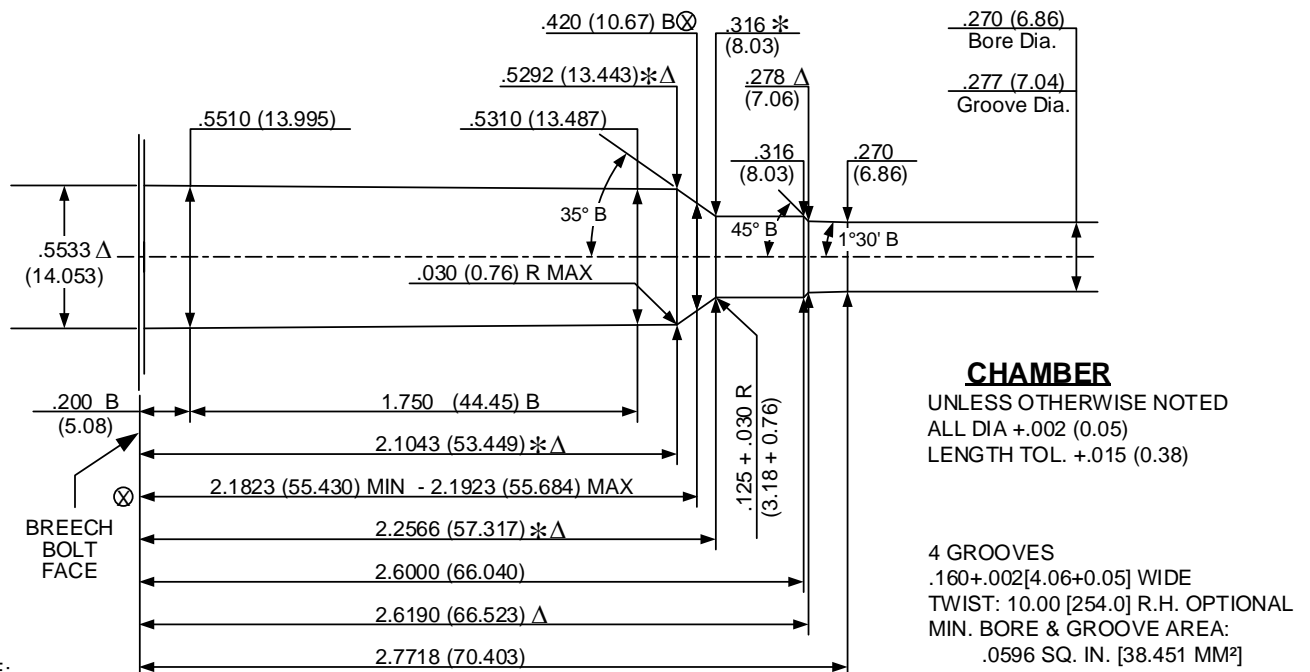 .420 (10.67) B⊗
.316 ✻
(8.03)
.270 (6.86)
Bore Dia.
.5292 (13.443)✻Δ
.278 Δ
(7.06)
.277 (7.04)
Groove Dia.
.5510 (13.995)
.5310 (13.487)
.316
(8.03)
.270
(6.86)
35° B
45° B
1°30' B
.5533 Δ
(14.053)
.030 (0.76) R MAX
.200 B
(5.08)
1.750 (44.45) B
.125 + .030 R
(3.18 + 0.76)
CHAMBER
UNLESS OTHERWISE NOTED
ALL DIA +.002 (0.05)
LENGTH TOL. +.015 (0.38)
2.1043 (53.449)✻Δ
⊗
2.1823 (55.430) MIN - 2.1923 (55.684) MAX
BREECH
BOLT
FACE
2.2566 (57.317)✻Δ
2.6000 (66.040)
2.6190 (66.523) Δ
2.7718 (70.403)
4 GROOVES
.160+.002[4.06+0.05] WIDE
TWIST: 10.00 [254.0] R.H. OPTIONAL
MIN. BORE & GROOVE AREA:
.0596 SQ. IN. [38.451 MM²]